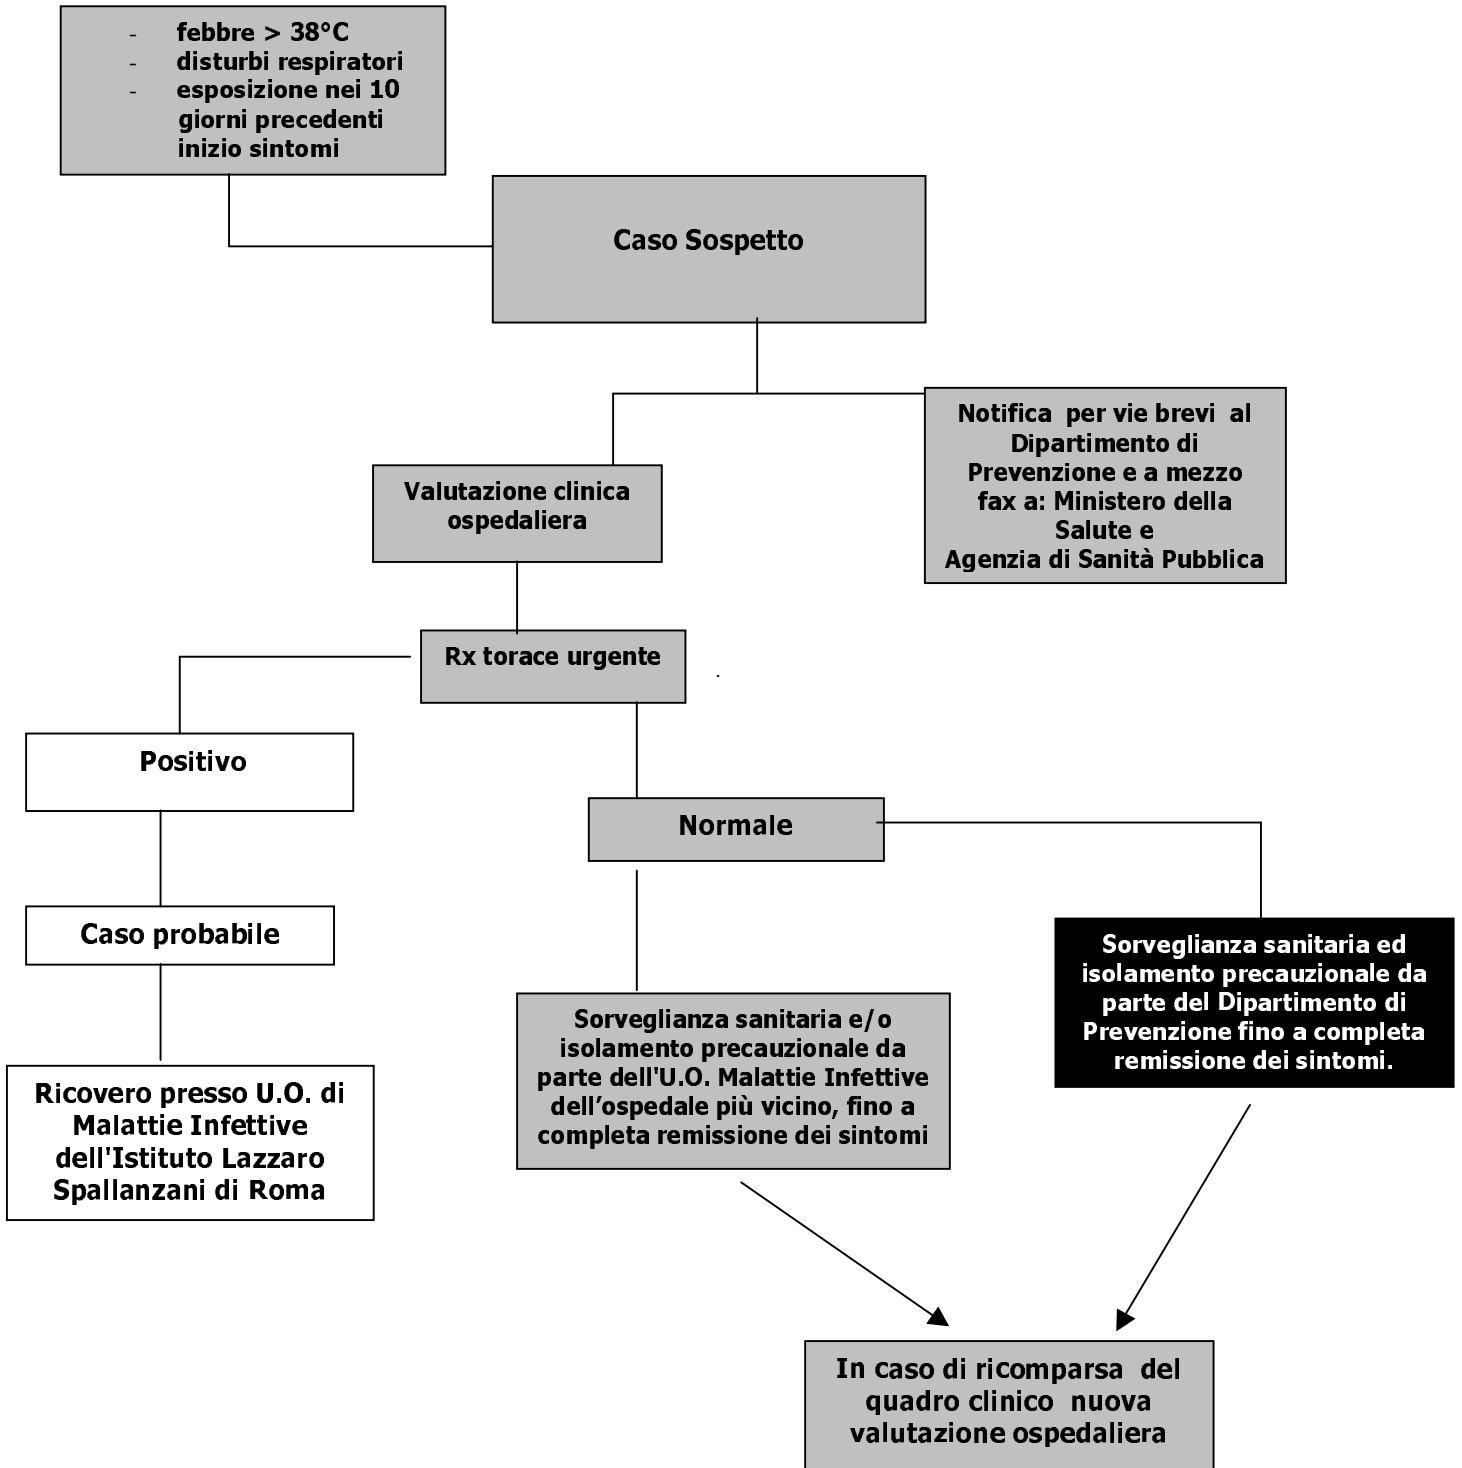 - febbre > 38°C
- disturbi respiratori
- esposizione nei 10
giorni precedenti
inizio sintomi
Caso Sospetto
Notifica per vie brevi al
Dipartimento di
Prevenzione e a mezzo
fax a: Ministero della
Salute e
Agenzia di Sanità Pubblica
Valutazione clinica
ospedaliera
Rx torace urgente
.
Positivo
Normale
Caso probabile
Sorveglianza sanitaria ed
isolamento precauzionale da
parte del Dipartimento di
Prevenzione fino a completa
remissione dei sintomi.
Sorveglianza sanitaria e/o
isolamento precauzionale da
parte dell'U.O. Malattie Infettive
dell’ospedale più vicino, fino a
completa remissione dei sintomi
Ricovero presso U.O. di
Malattie Infettive
dell'Istituto Lazzaro
Spallanzani di Roma
In caso di ricomparsa del
quadro clinico nuova
valutazione ospedaliera